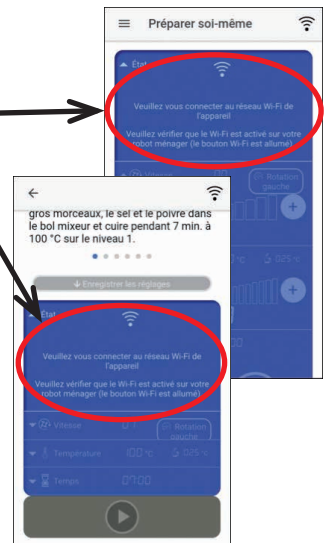 Préparer soi-même
État
Veuillez vous connecter au réseau Wi-Fi de
l'appareil
Veuillez vérifier que le Wi-Fi est activé sur votre
robot ménager (le bouton Wi-Fi est allumé)
Vitesse
Rotation
gauche
gros morceaux, le sel et le poivre dans
le bol mixeur et cuire pendant 7 min. à
100 °C sur le niveau 1.
Enregistrer les réglages
État
Veuillez vous connecter au réseau Wi-Fi de
l'appareil
Veuillez vérifier que le Wi-Fi est activé sur votre
robot ménager (le bouton Wi-Fi est allumé)
Vitesse
Rotation
gauche
Température 100 °C
Temps 07:00